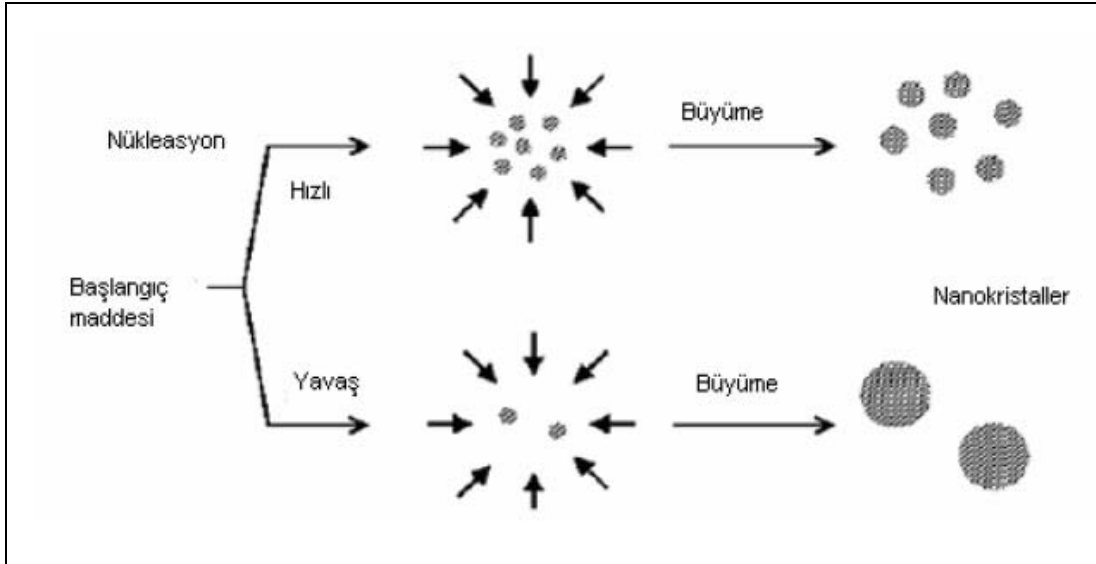 Nükleasyon
Hızlı
Büyüme
Başlangıç
maddesi
Nanokristaller
Yavaş
Büyüme